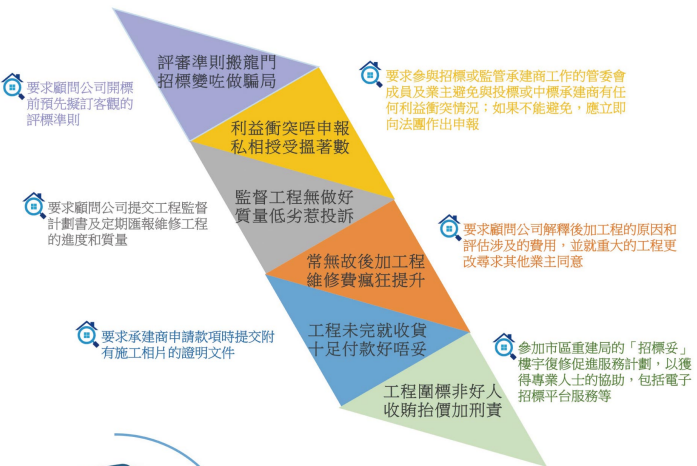 評審準則搬龍門
招標變咗做騙局
要求顧問公司開標
前預先擬訂客觀的
評標準則
利益衝突唔申報
私相授受搵著數
要求參與招標或監管承建商工作的管委會
成員及業主避免與投標或中標承建商有任
何利益衝突情況；如果不能避免，應立即
向法團作出申報
監督工程無做好
質量低劣惹投訴
要求顧問公司提交工程監督
計劃書及定期匯報維修工程
的進度和質量
常無故後加工程
維修費瘋狂提升
要求顧問公司解釋後加工程的原因和
評估涉及的費用，並就重大的工程更
改尋求其他業主同意
工程未完就收貨
十足付款好唔妥
要求承建商申請款項時提交附
有施工相片的證明文件
工程圍標非好人
收賄抬價加刑責
參加市區重建局的「招標妥」
樓宇復修促進服務計劃，以獲
得專業人士的協助，包括電子
招標平台服務等